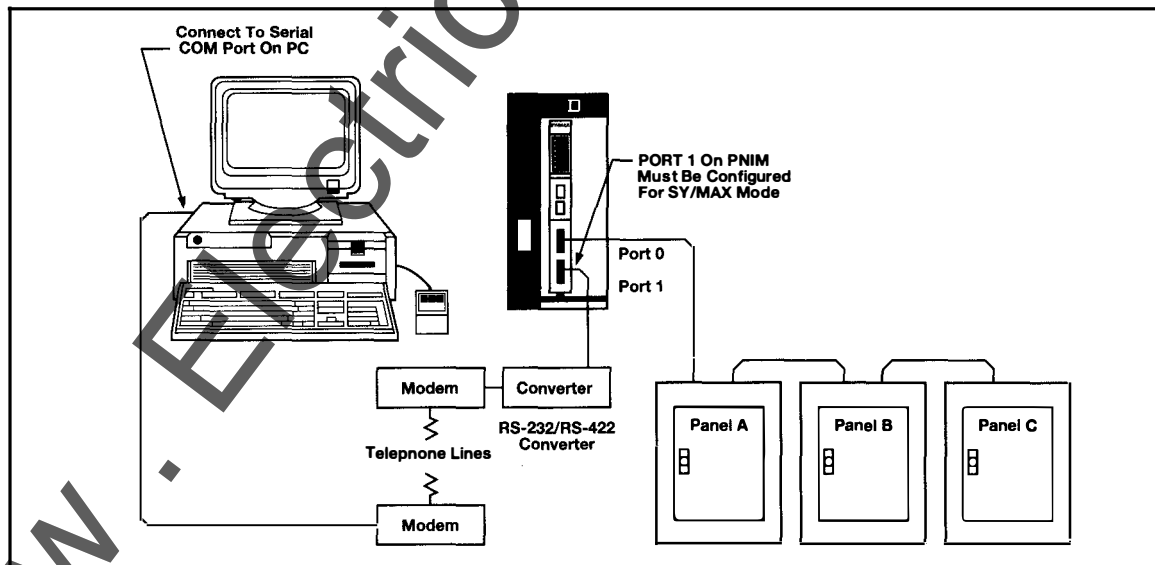 Connect To Serial
COM Port On PC
PORT 1 On PNIM
Must Be Configured
For SY/MAX Mode
Port 0
Port 1
Modem
Converter
RS-232/RS-422
Converter
Telepnone Lines
Modem
Panel A
Panel B
Panel C
w . Electric